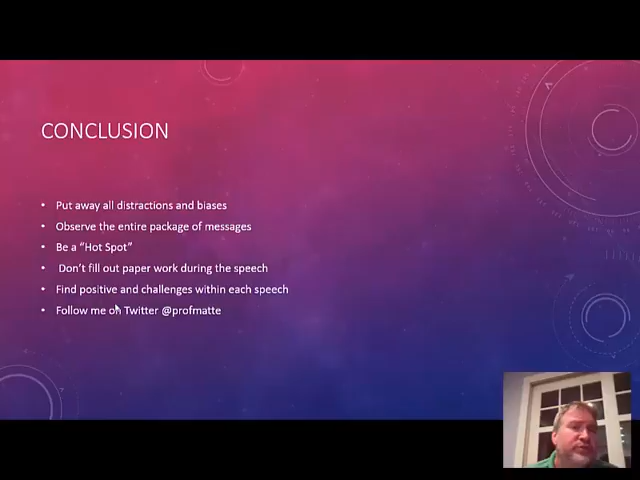 CONCLUSION
• Put away all distractions and biases
• Observe the entire package of messages
• Be a “Hot Spot”
• Don’t fill out paper work during the speech
• Find positive and challenges within each speech
• Follow me on Twitter @profmatte